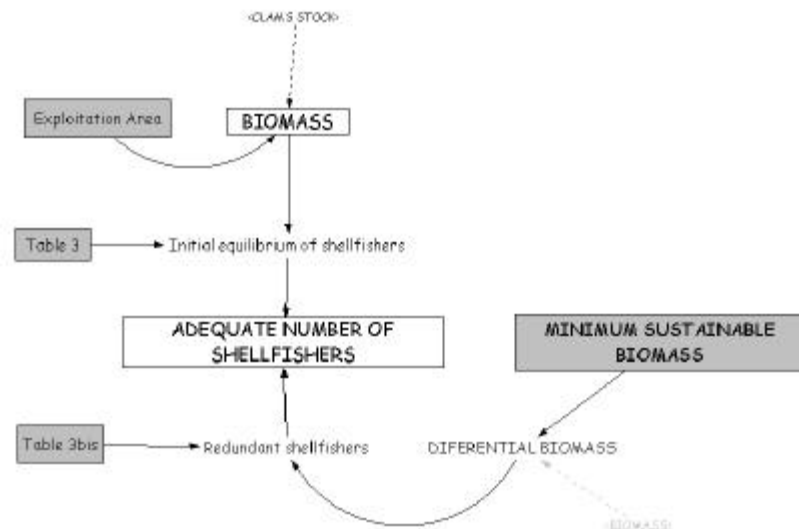 <CLAMS STOCK>
Exploitation Area
BIOMASS
Table 3
Initial equilibrium of shellfishers
ADEQUATE NUMBER OF
SHELLFISHERS
MINIMUM SUSTAINABLE
BIOMASS
Table 3bis
Redundant shellfishers
DIFERENTIAL BIOMASS
<BIOMASS>